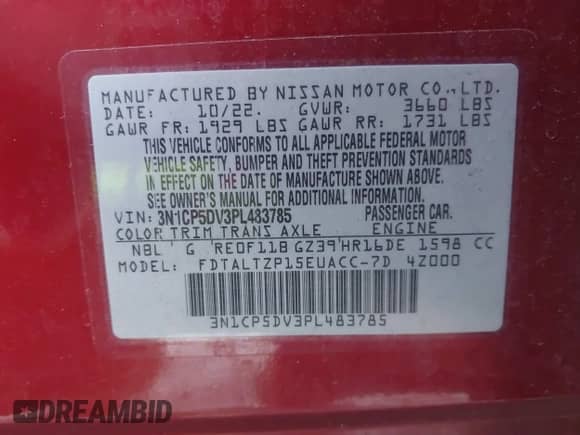 MANUFACTURED BY NISSAN MOTOR CO.,LTD.
DATE: 10/22. GVWR: 3660 LBS
GAWR FR: 1929 LBS GAWR RR: 1731 LBS
THIS VEHICLE CONFORMS TO ALL APPLICABLE FEDERAL MOTOR
VEHICLE SAFETY, BUMPER AND THEFT PREVENTION STANDARDS
IN EFFECT ON THE DATE OF MANUFACTURE SHOWN ABOVE.
SEE OWNER'S MANUAL FOR ADDITIONAL INFORMATION.
VIN: 3N1CP5DV3PL483785 PASSENGER CAR.
COLOR TRIM TRANS AXLE ENGINE
NBL G RE0F11B GZ39 HR16DE 1598 CC
MODEL: FDTALTZP15EUACC-7D 4Z000
3N1CP5DV3PL483785
DREAMBID